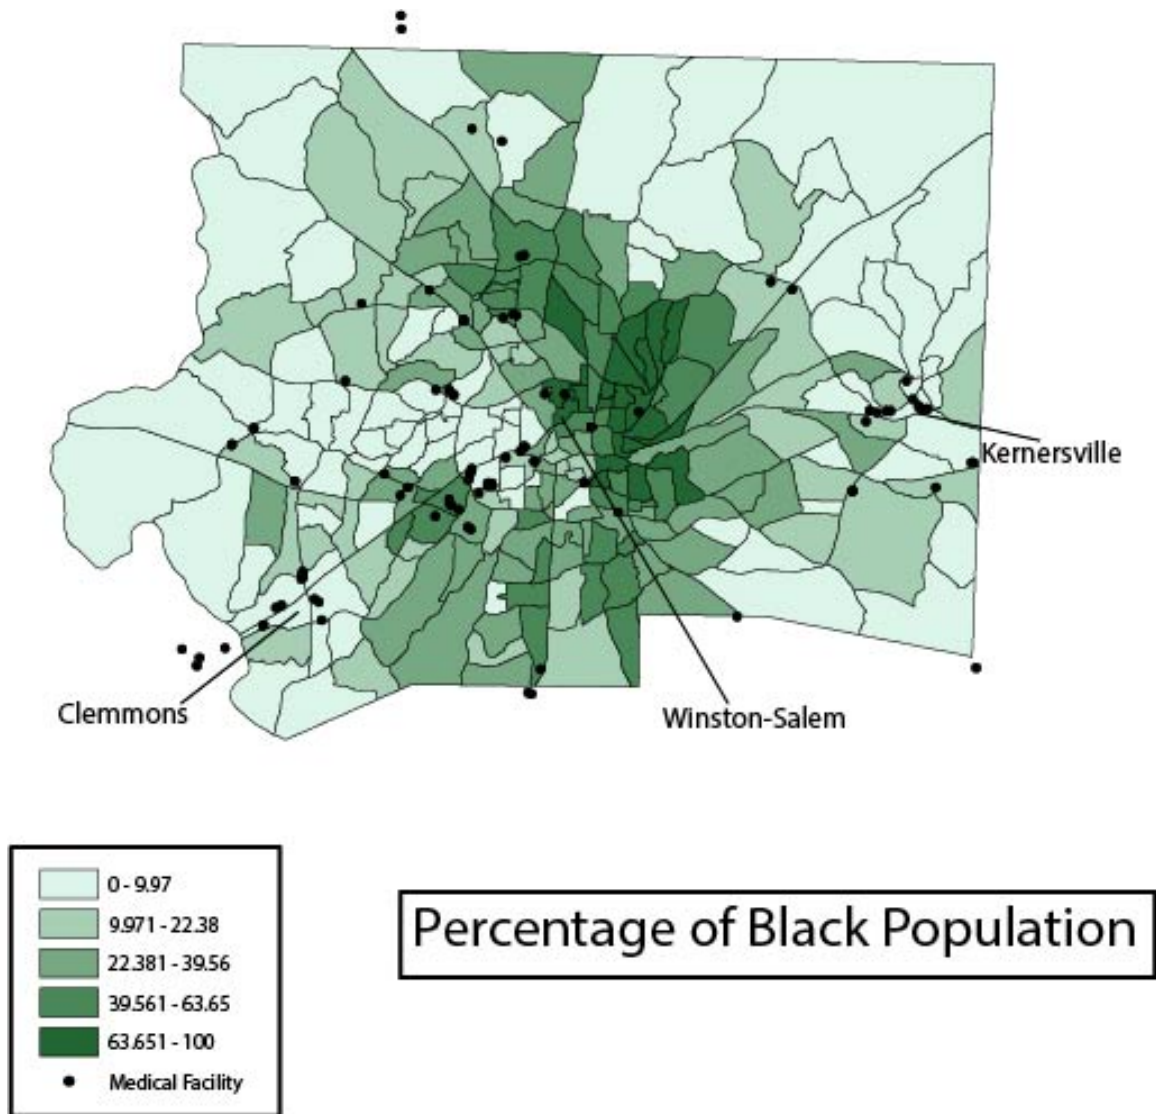 Kernersville
Clemmons
Winston-Salem
0 - 9.97
9.971 - 22.38
22.381 - 39.56
39.561 - 63.65
63.651 - 100
Medical Facility
Percentage of Black Population